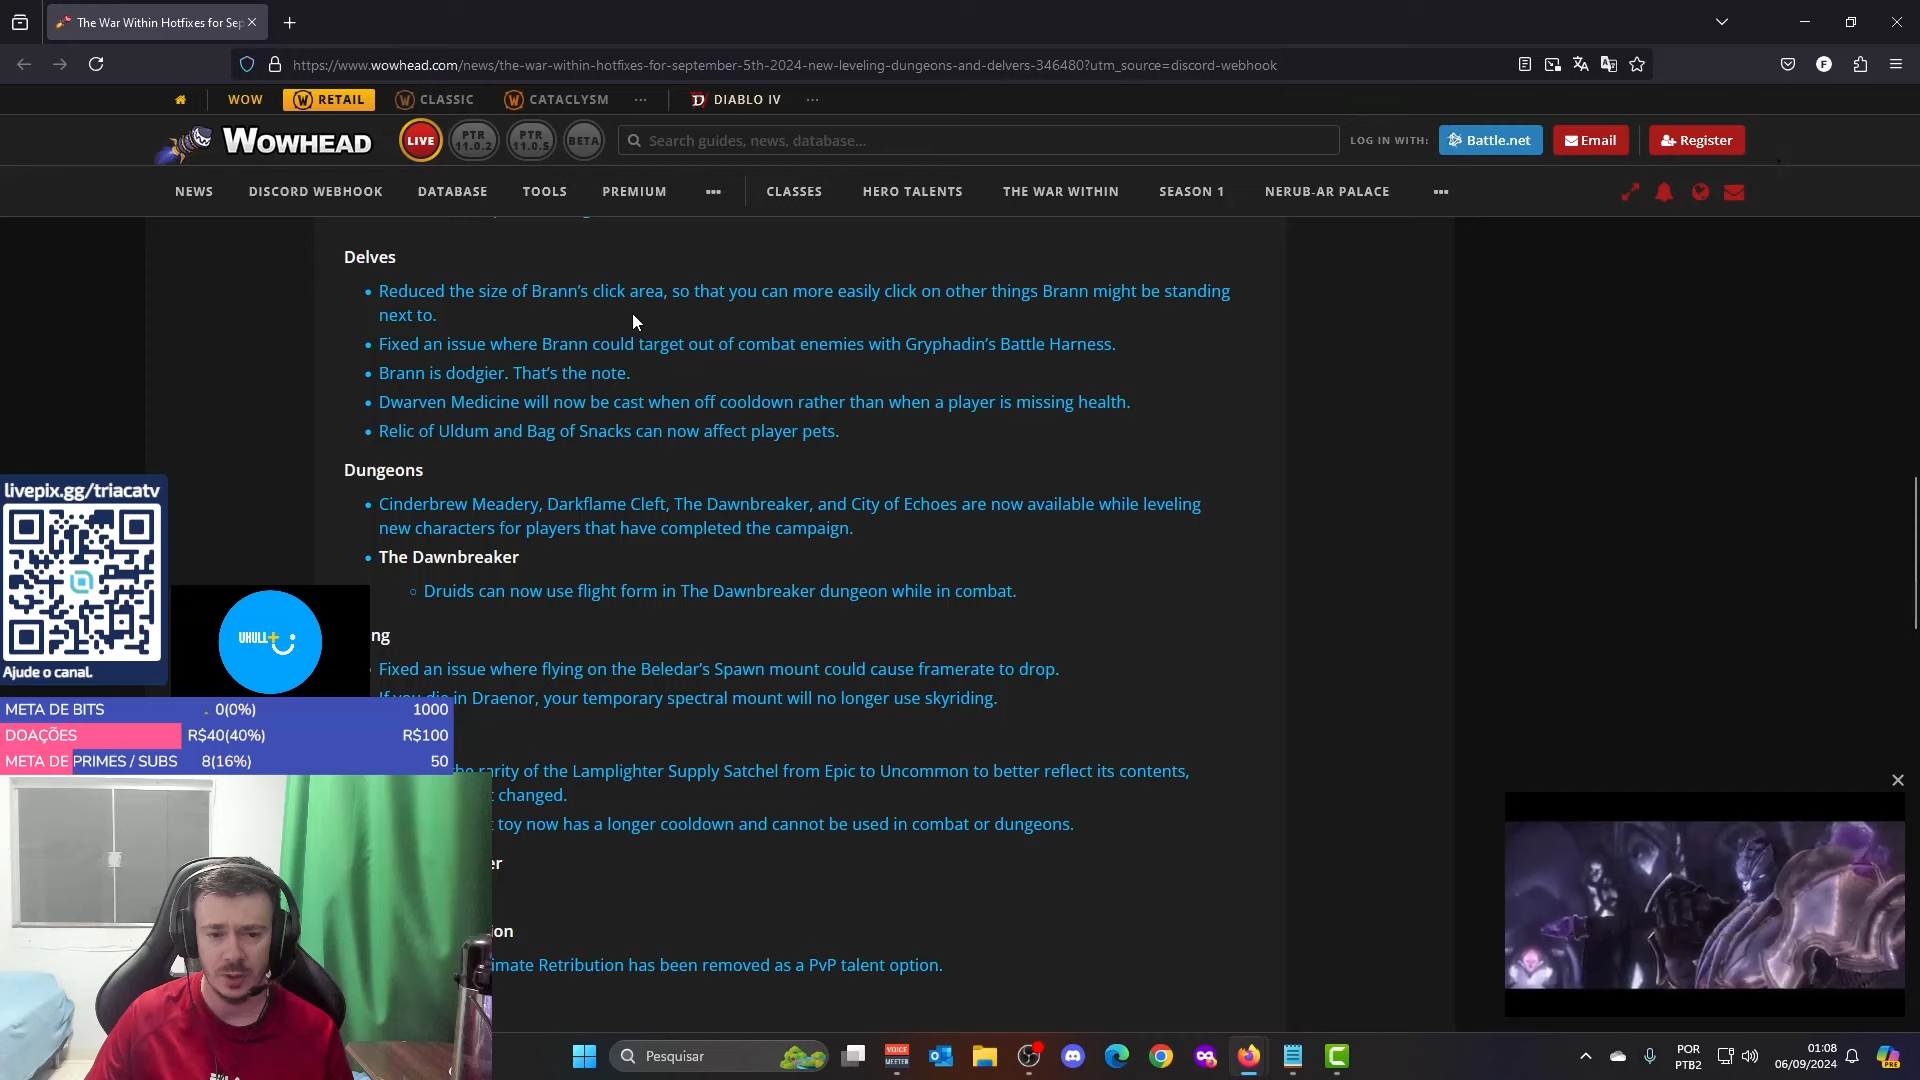 The War Within Hotfixes for Sep
https://www.wowhead.com/news/the-war-within-hotfixes-for-september-5th-2024-new-leveling-dungeons-and-delvers-346480?utm_source=discord-webhook
WOW RETAIL CLASSIC CATACLYSM ... DIABLO IV ...
WOWHEAD LIVE PTR 11.0.2 PTR 11.0.5 BETA Search guides, news, database... LOG IN WITH: Battle.net Email Register
NEWS DISCORD WEBHOOK DATABASE TOOLS PREMIUM ... CLASSES HERO TALENTS THE WAR WITHIN SEASON 1 NERUB-AR PALACE ...
Delves
Reduced the size of Brann’s click area, so that you can more easily click on other things Brann might be standing
next to.
Fixed an issue where Brann could target out of combat enemies with Gryphadin’s Battle Harness.
Brann is dodgier. That’s the note.
Dwarven Medicine will now be cast when off cooldown rather than when a player is missing health.
Relic of Uldum and Bag of Snacks can now affect player pets.
Dungeons
Cinderbrew Meadery, Darkflame Cleft, The Dawnbreaker, and City of Echoes are now available while leveling
new characters for players that have completed the campaign.
The Dawnbreaker
Druids can now use flight form in The Dawnbreaker dungeon while in combat.
ng
Fixed an issue where flying on the Beledar’s Spawn mount could cause framerate to drop.
If you die in Draenor, your temporary spectral mount will no longer use skyriding.
he rarity of the Lamplighter Supply Satchel from Epic to Uncommon to better reflect its contents,
t changed.
t toy now has a longer cooldown and cannot be used in combat or dungeons.
er
ion
imate Retribution has been removed as a PvP talent option.
livepix.gg/triacatv
Ajude o canal.
UHULL+
META DE BITS 0(0%) 1000
DOAÇÕES R$40(40%) R$100
META DE PRIMES / SUBS 8(16%) 50
Pesquisar
VOICE MEETER
POR
PTB2
01:08
06/09/2024
PRE